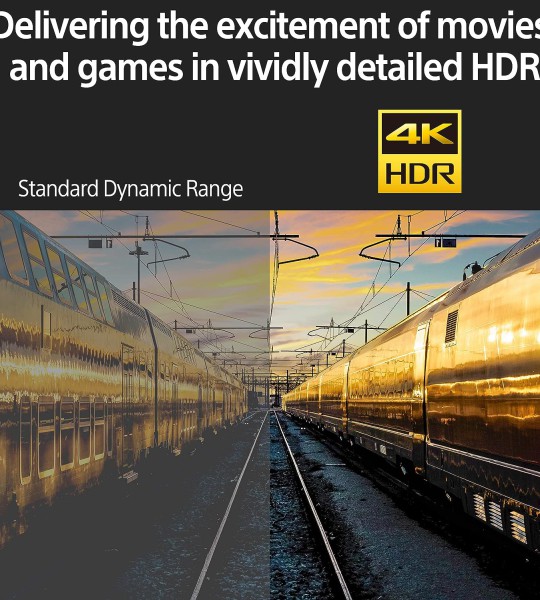 Delivering the excitement of movies
and games in vividly detailed HDR
4K
HDR
Standard Dynamic Range